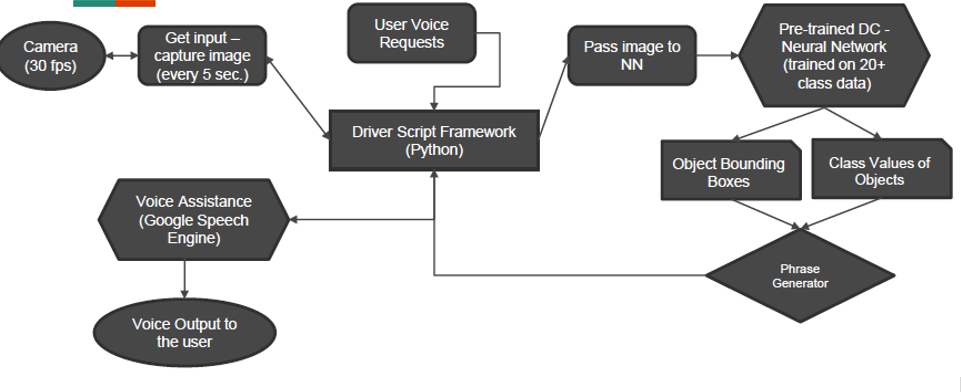 Camera
(30 fps)
Get input –
capture image
(every 5 sec.)
User Voice
Requests
Pass image to
NN
Pre-trained DC -
Neural Network
(trained on 20+
class data)
Driver Script Framework
(Python)
Object Bounding
Boxes
Class Values of
Objects
Voice Assistance
(Google Speech
Engine)
Phrase
Generator
Voice Output to
the user